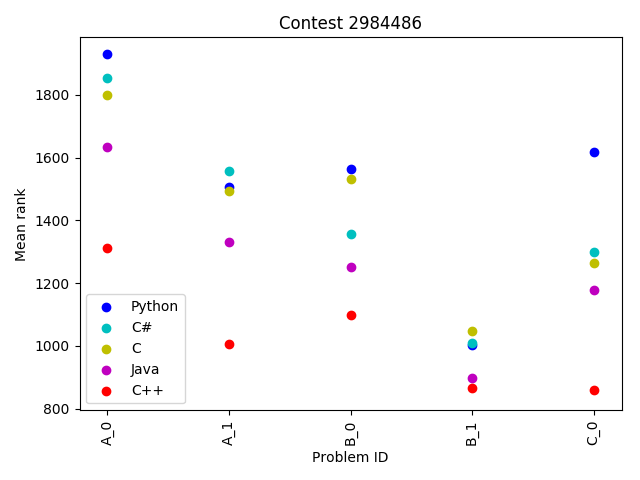 Contest 2984486
Mean rank
1800
1600
1400
1200
1000
800
Python
C#
C
Java
C++
A_0
A_1
B_0
B_1
C_0
Problem ID